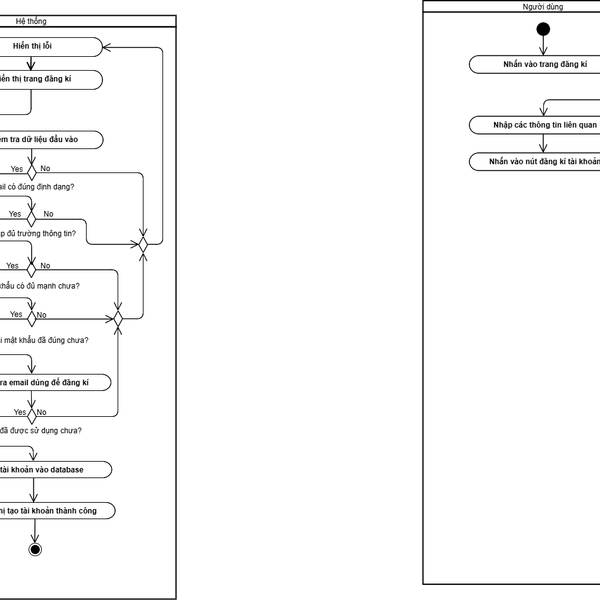 Hệ thống
Hiển thị lỗi
ển thị trang đăng kí
m tra dữ liệu đầu vào
Yes
No
ail có đúng định dạng?
Yes
No
p đủ trường thông tin?
Yes
No
khẩu có đủ mạnh chưa?
Yes
No
i mật khẩu đã đúng chưa?
ra email dùng để đăng kí
Yes
No
đã được sử dụng chưa?
tài khoản vào database
hị tạo tài khoản thành công
Người dùng
Nhấn vào trang đăng kí
Nhập các thông tin liên quan
Nhấn vào nút đăng kí tài khoản